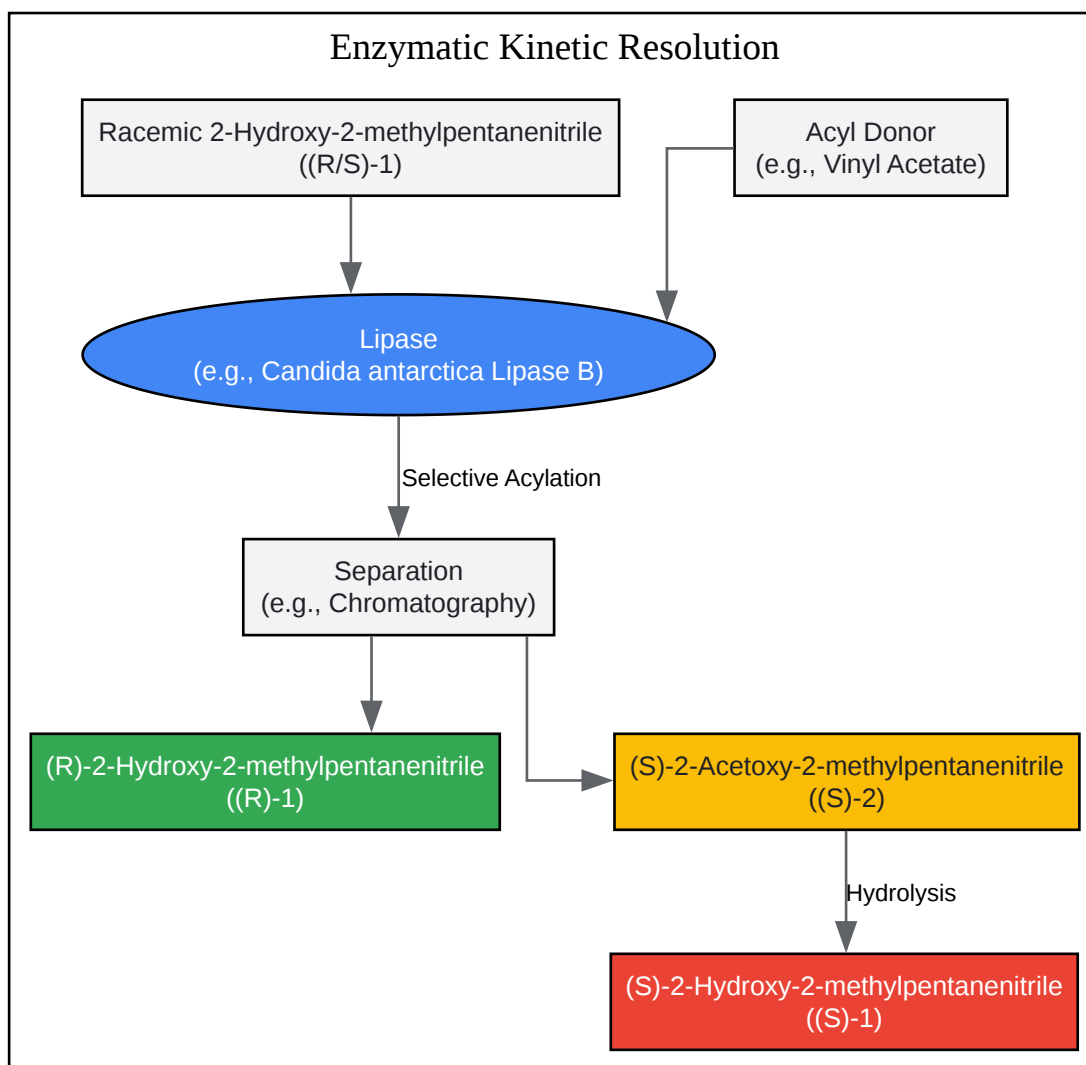 Enzymatic Kinetic Resolution
Racemic 2-Hydroxy-2-methylpentanenitrile
((R/S)-1)
Acyl Donor
(e.g., Vinyl Acetate)
Lipase
(e.g., Candida antarctica Lipase B)
Selective Acylation
Separation
(e.g., Chromatography)
(R)-2-Hydroxy-2-methylpentanenitrile
((R)-1)
(S)-2-Acetoxy-2-methylpentanenitrile
((S)-2)
Hydrolysis
(S)-2-Hydroxy-2-methylpentanenitrile
((S)-1)